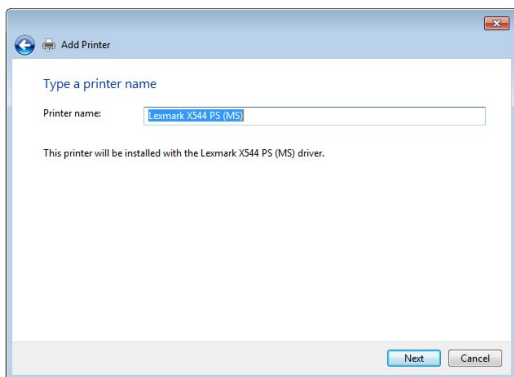 Add Printer
Type a printer name
Printer name: Lexmark X544 PS (MS)
This printer will be installed with the Lexmark X544 PS (MS) driver.
Next Cancel